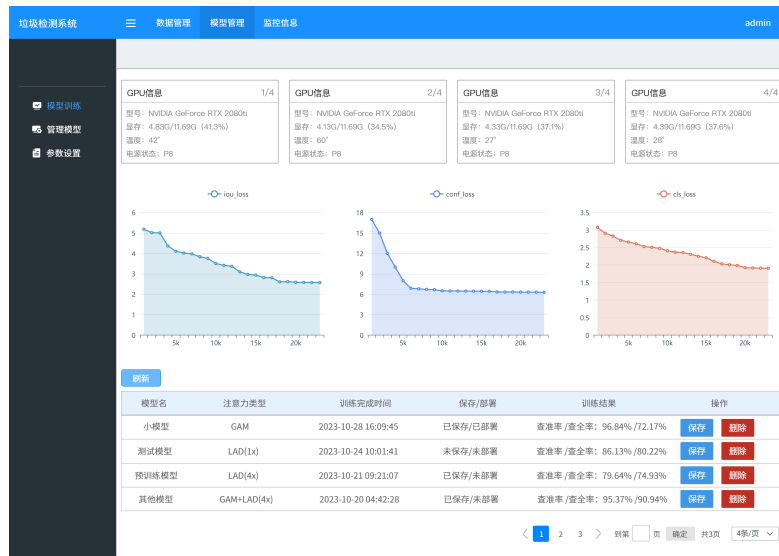 垃圾检测系统 数据管理 模型管理 监控信息 admin
模型训练
管理模型
参数设置
GPU信息 1/4
型号：NVIDIA GeForce RTX 2080ti
显存：4.83G/11.69G（41.3%）
温度：42°
电源状态：P8
GPU信息 2/4
型号：NVIDIA GeForce RTX 2080ti
显存：4.13G/11.69G（34.5%）
温度：60°
电源状态：P8
GPU信息 3/4
型号：NVIDIA GeForce RTX 2080ti
显存：4.33G/11.69G（37.1%）
温度：27°
电源状态：P8
GPU信息 4/4
型号：NVIDIA GeForce RTX 2080ti
显存：4.39G/11.69G（37.6%）
温度：28°
电源状态：P8
iou_loss
6
5
4
3
2
1
0
5k 10k 15k 20k
conf_loss
18
15
12
9
6
3
0
5k 10k 15k 20k
cls_loss
3.5
3
2.5
2
1.5
1
0.5
0
5k 10k 15k 20k
刷新
模型名 注意力类型 训练完成时间 保存/部署 训练结果 操作
小模型 GAM 2023-10-28 16:09:45 已保存/已部署 查准率 /查全率：96.84% /72.17% 保存 删除
测试模型 LAD(1x) 2023-10-24 10:01:41 未保存/未部署 查准率 /查全率：86.13% /80.22% 保存 删除
预训练模型 LAD(4x) 2023-10-21 09:21:07 已保存/未部署 查准率 /查全率：79.64% /74.93% 保存 删除
其他模型 GAM+LAD(4x) 2023-10-20 04:42:28 已保存/未部署 查准率 /查全率：95.37% /90.94% 保存 删除
1 2 3 到第 页 确定 共3页 4条/页